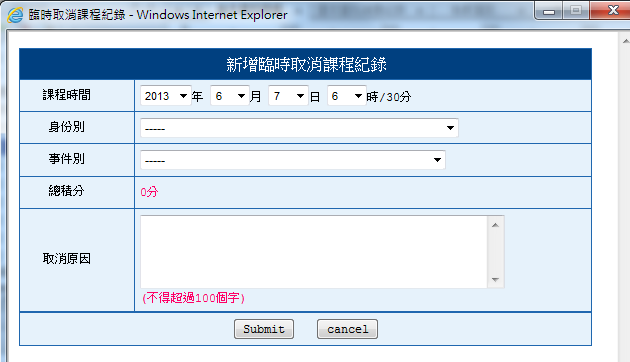 臨時取消課程紀錄 - Windows Internet Explorer
新增臨時取消課程紀錄
課程時間 2013 年 6 月 7 日 6 時/30分
身份別 -----
事件別 -----
總積分 0分
取消原因
(不得超過100個字)
Submit cancel